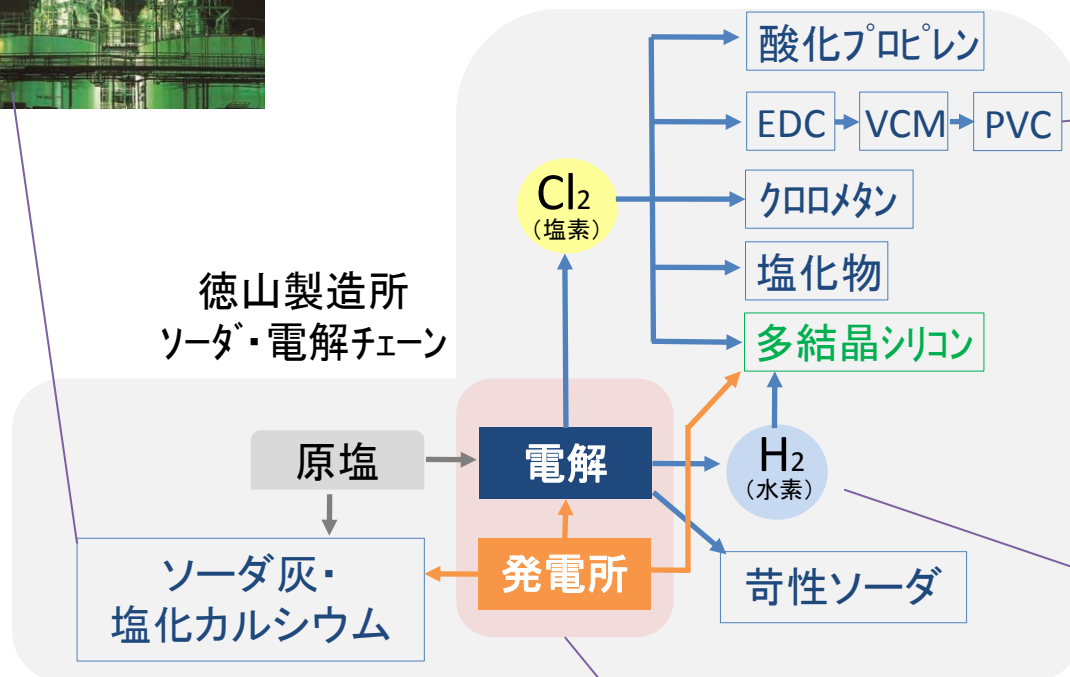 酸化プロピレン
EDC
VCM
PVC
Cl2
(塩素)
クロロメタン
塩化物
徳山製造所
ソーダ・電解チェーン
多結晶シリコン
原塩
電解
H2
(水素)
発電所
ソーダ灰・
塩化カルシウム
苛性ソーダ